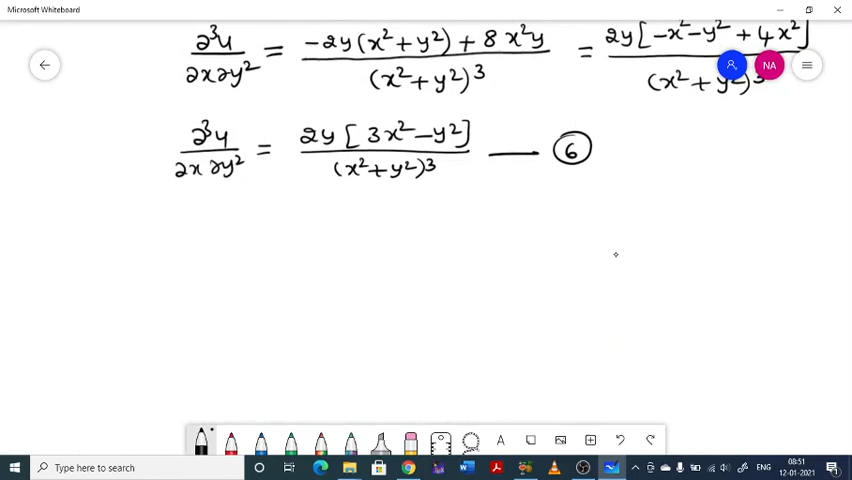 Microsoft Whiteboard
∂³u/∂x∂y² = (-2y(x²+y²) + 8x²y)/(x²+y²)³ = 2y[-x²-y²+4x²]/(x²+y²)³
NA
∂³u/∂x∂y² = 2y[3x²-y²]/(x²+y²)³ — ⑥
A
Type here to search
ENG
08:51
12-01-2021